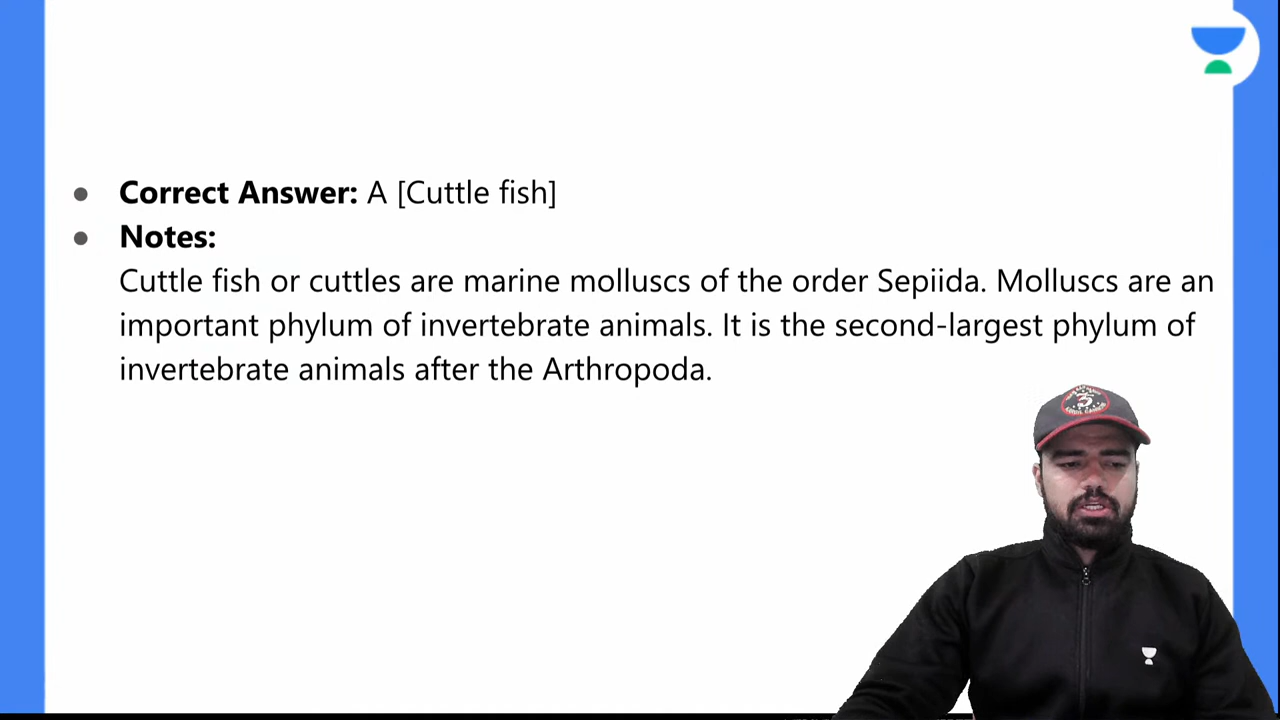 Correct Answer: A [Cuttle fish]
Notes:
Cuttle fish or cuttles are marine molluscs of the order Sepiida. Molluscs are an
important phylum of invertebrate animals. It is the second-largest phylum of
invertebrate animals after the Arthropoda.
3